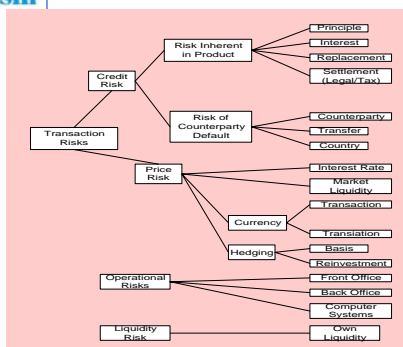 Principle
Risk Inherent
in Product
Interest
Replacement
Settlement
(Legal/Tax)
Credit
Risk
Counterparty
Risk of
Counterparty
Default
Transfer
Country
Transaction
Risks
Price
Risk
Interest Rate
Market
Liquidity
Transaction
Currency
Translation
Hedging
Basis
Reinvestment
Operational
Risks
Front Office
Back Office
Computer
Systems
Liquidity
Risk
Own
Liquidity